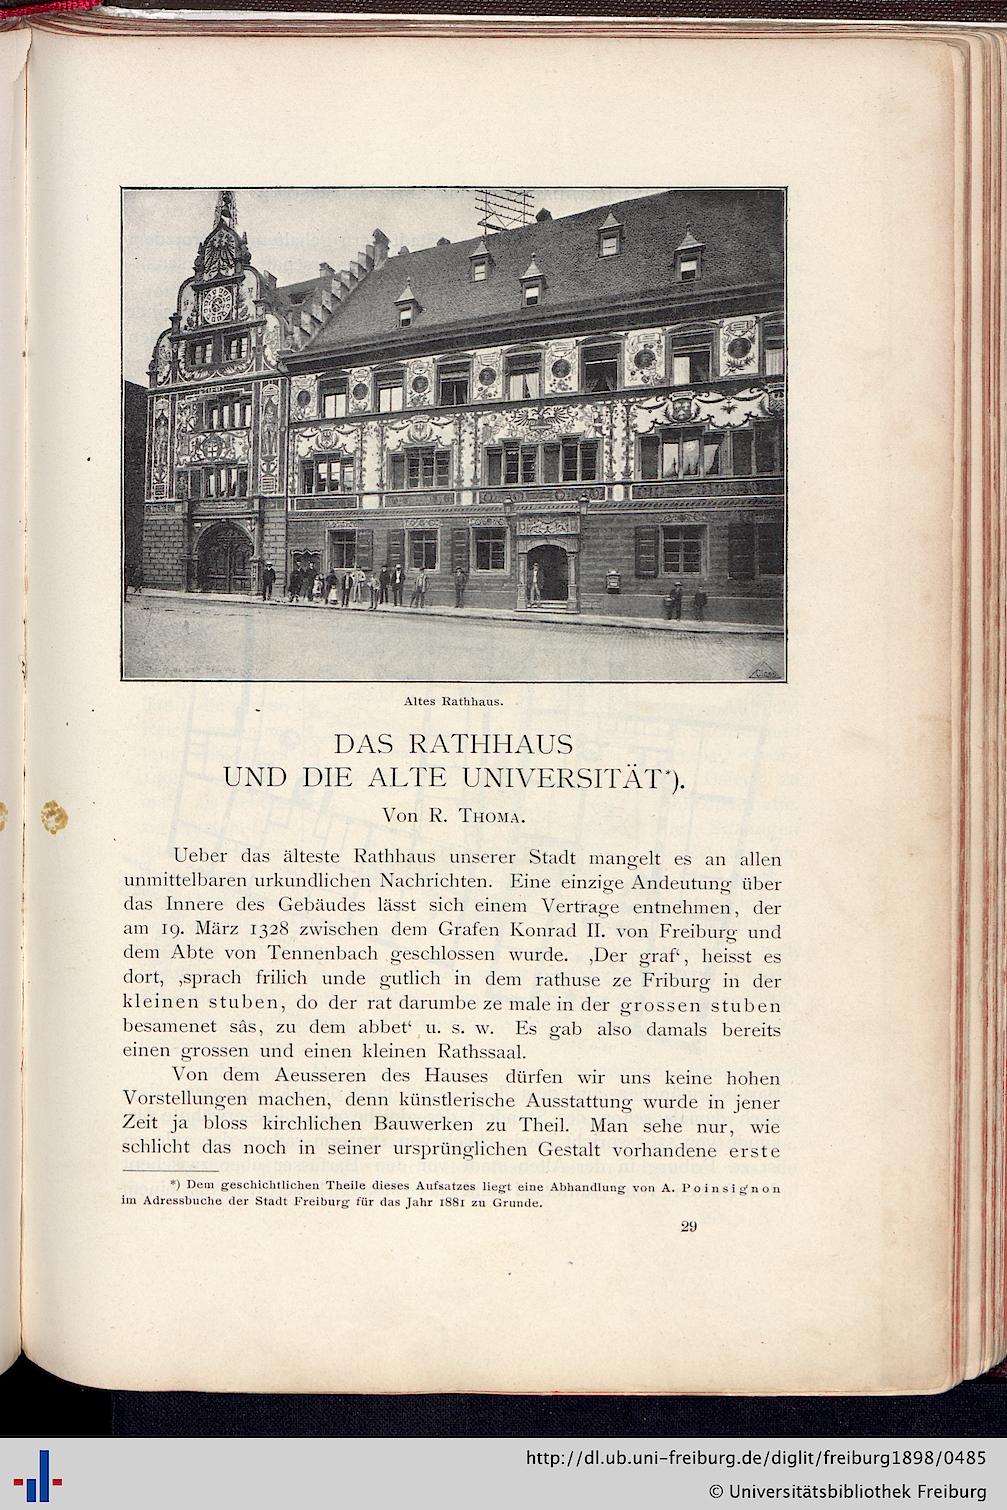 Altes Rathhaus.
DAS RATHHAUS
UND DIE ALTE UNIVERSITÄT*).
Von R. Thoma.
Ueber das älteste Rathhaus unserer Stadt mangelt es an allen
unmittelbaren urkundlichen Nachrichten. Eine einzige Andeutung über
das Innere des Gebäudes lässt sich einem Vertrage entnehmen, der
am 19. März 1328 zwischen dem Grafen Konrad II. von Freiburg und
dem Abte von Tennenbach geschlossen wurde. ‚Der graf‘, heisst es
dort, ‚sprach frilich unde gutlich in dem rathuse ze Friburg in der
kleinen stuben, do der rat darumbe ze male in der grossen stuben
besamenet sâs, zu dem abbet‘ u. s. w. Es gab also damals bereits
einen grossen und einen kleinen Rathssaal.
Von dem Aeusseren des Hauses dürfen wir uns keine hohen
Vorstellungen machen, denn künstlerische Ausstattung wurde in jener
Zeit ja bloss kirchlichen Bauwerken zu Theil. Man sehe nur, wie
schlicht das noch in seiner ursprünglichen Gestalt vorhandene erste
*) Dem geschichtlichen Theile dieses Aufsatzes liegt eine Abhandlung von A. Poinsignon
im Adressbuche der Stadt Freiburg für das Jahr 1881 zu Grunde.
29
http://dl.ub.uni-freiburg.de/diglit/freiburg1898/0485
© Universitätsbibliothek Freiburg